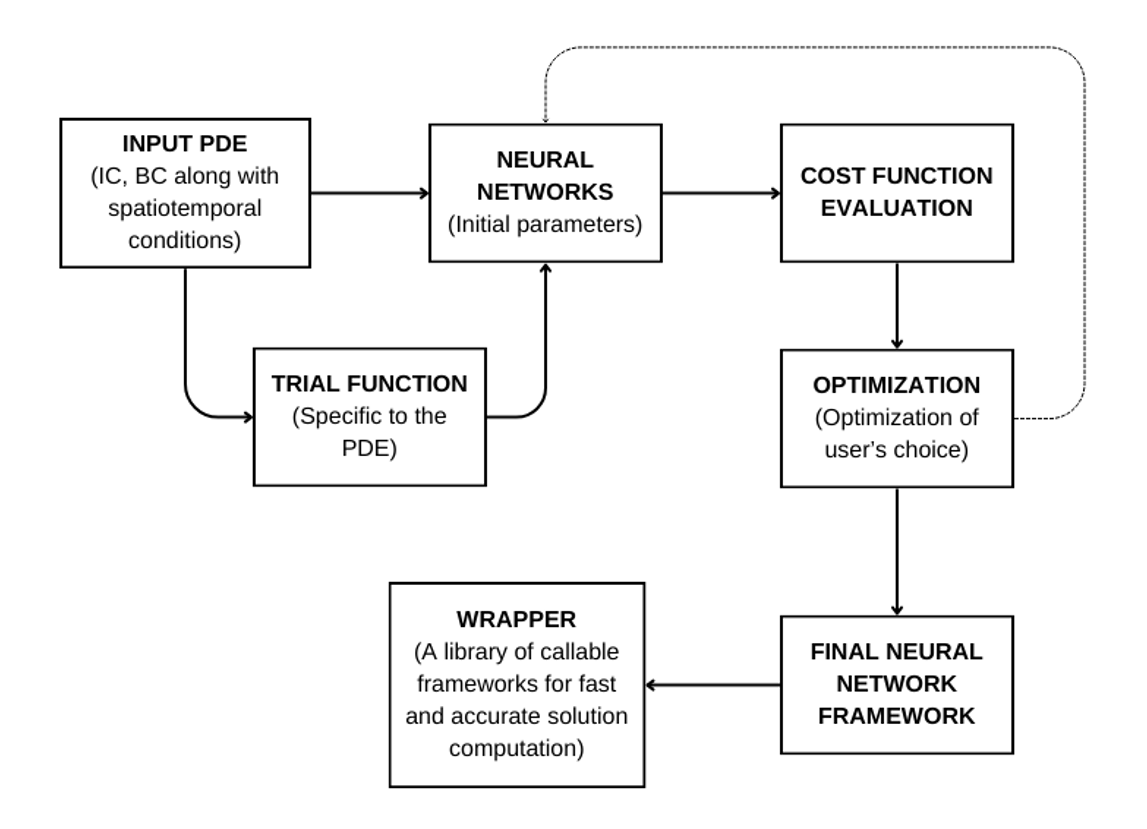 INPUT PDE
(IC, BC along with
spatiotemporal
conditions)
NEURAL
NETWORKS
(Initial parameters)
COST FUNCTION
EVALUATION
TRIAL FUNCTION
(Specific to the
PDE)
OPTIMIZATION
(Optimization of
user’s choice)
WRAPPER
(A library of callable
frameworks for fast
and accurate solution
computation)
FINAL NEURAL
NETWORK
FRAMEWORK